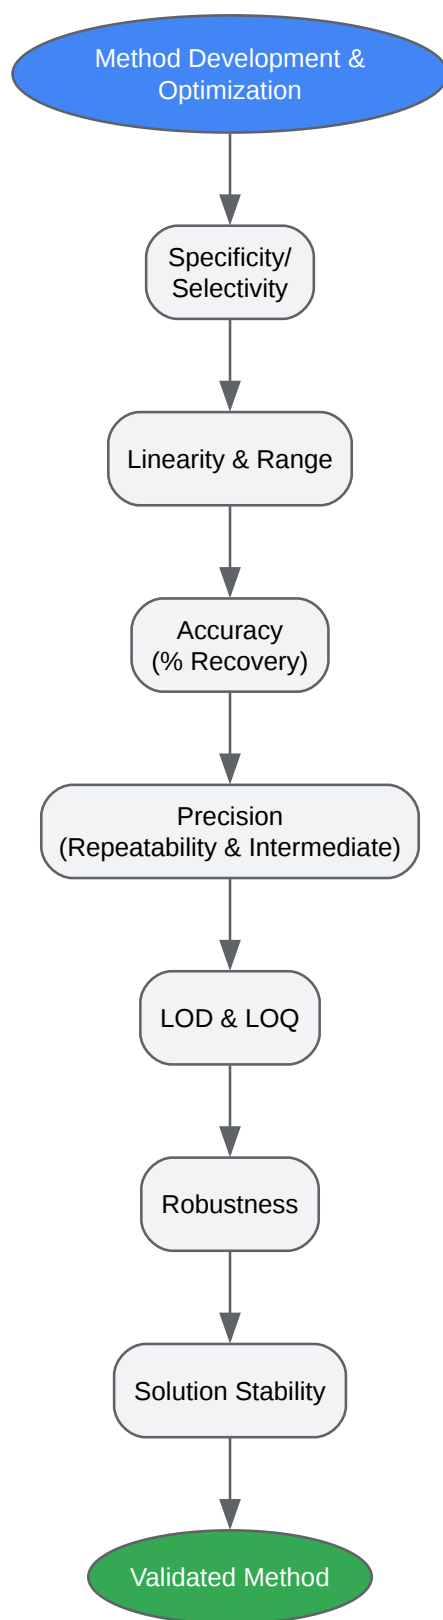 Method Development &
Optimization
Specificity/
Selectivity
Linearity & Range
Accuracy
(% Recovery)
Precision
(Repeatability & Intermediate)
LOD & LOQ
Robustness
Solution Stability
Validated Method